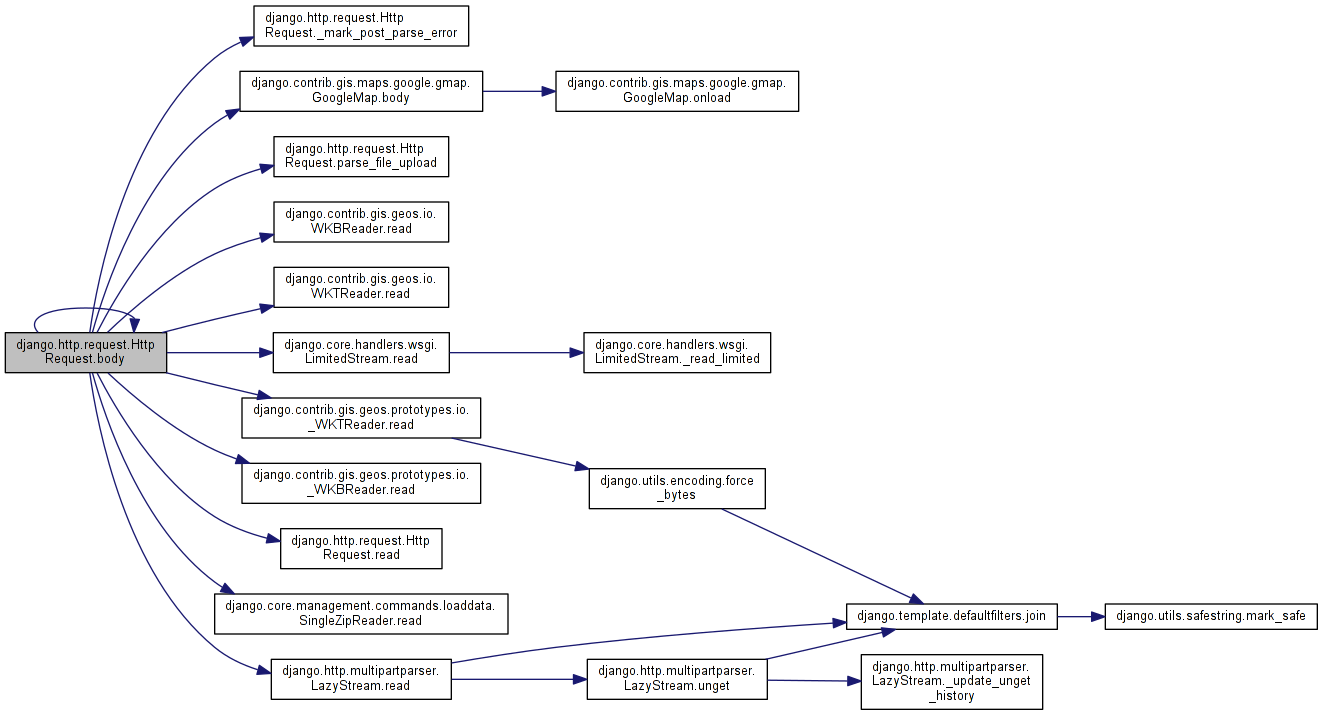 django.http.request.Http
Request._mark_post_parse_error
django.contrib.gis.maps.google.gmap.
GoogleMap.body
django.contrib.gis.maps.google.gmap.
GoogleMap.onload
django.http.request.Http
Request.parse_file_upload
django.contrib.gis.geos.io.
WKBReader.read
django.contrib.gis.geos.io.
WKTReader.read
django.http.request.Http
Request.body
django.core.handlers.wsgi.
LimitedStream.read
django.core.handlers.wsgi.
LimitedStream._read_limited
django.contrib.gis.geos.prototypes.io.
_WKTReader.read
django.contrib.gis.geos.prototypes.io.
_WKBReader.read
django.utils.encoding.force
_bytes
django.http.request.Http
Request.read
django.core.management.commands.loaddata.
SingleZipReader.read
django.template.defaultfilters.join
django.utils.safestring.mark_safe
django.http.multipartparser.
LazyStream.read
django.http.multipartparser.
LazyStream.unget
django.http.multipartparser.
LazyStream._update_unget
_history